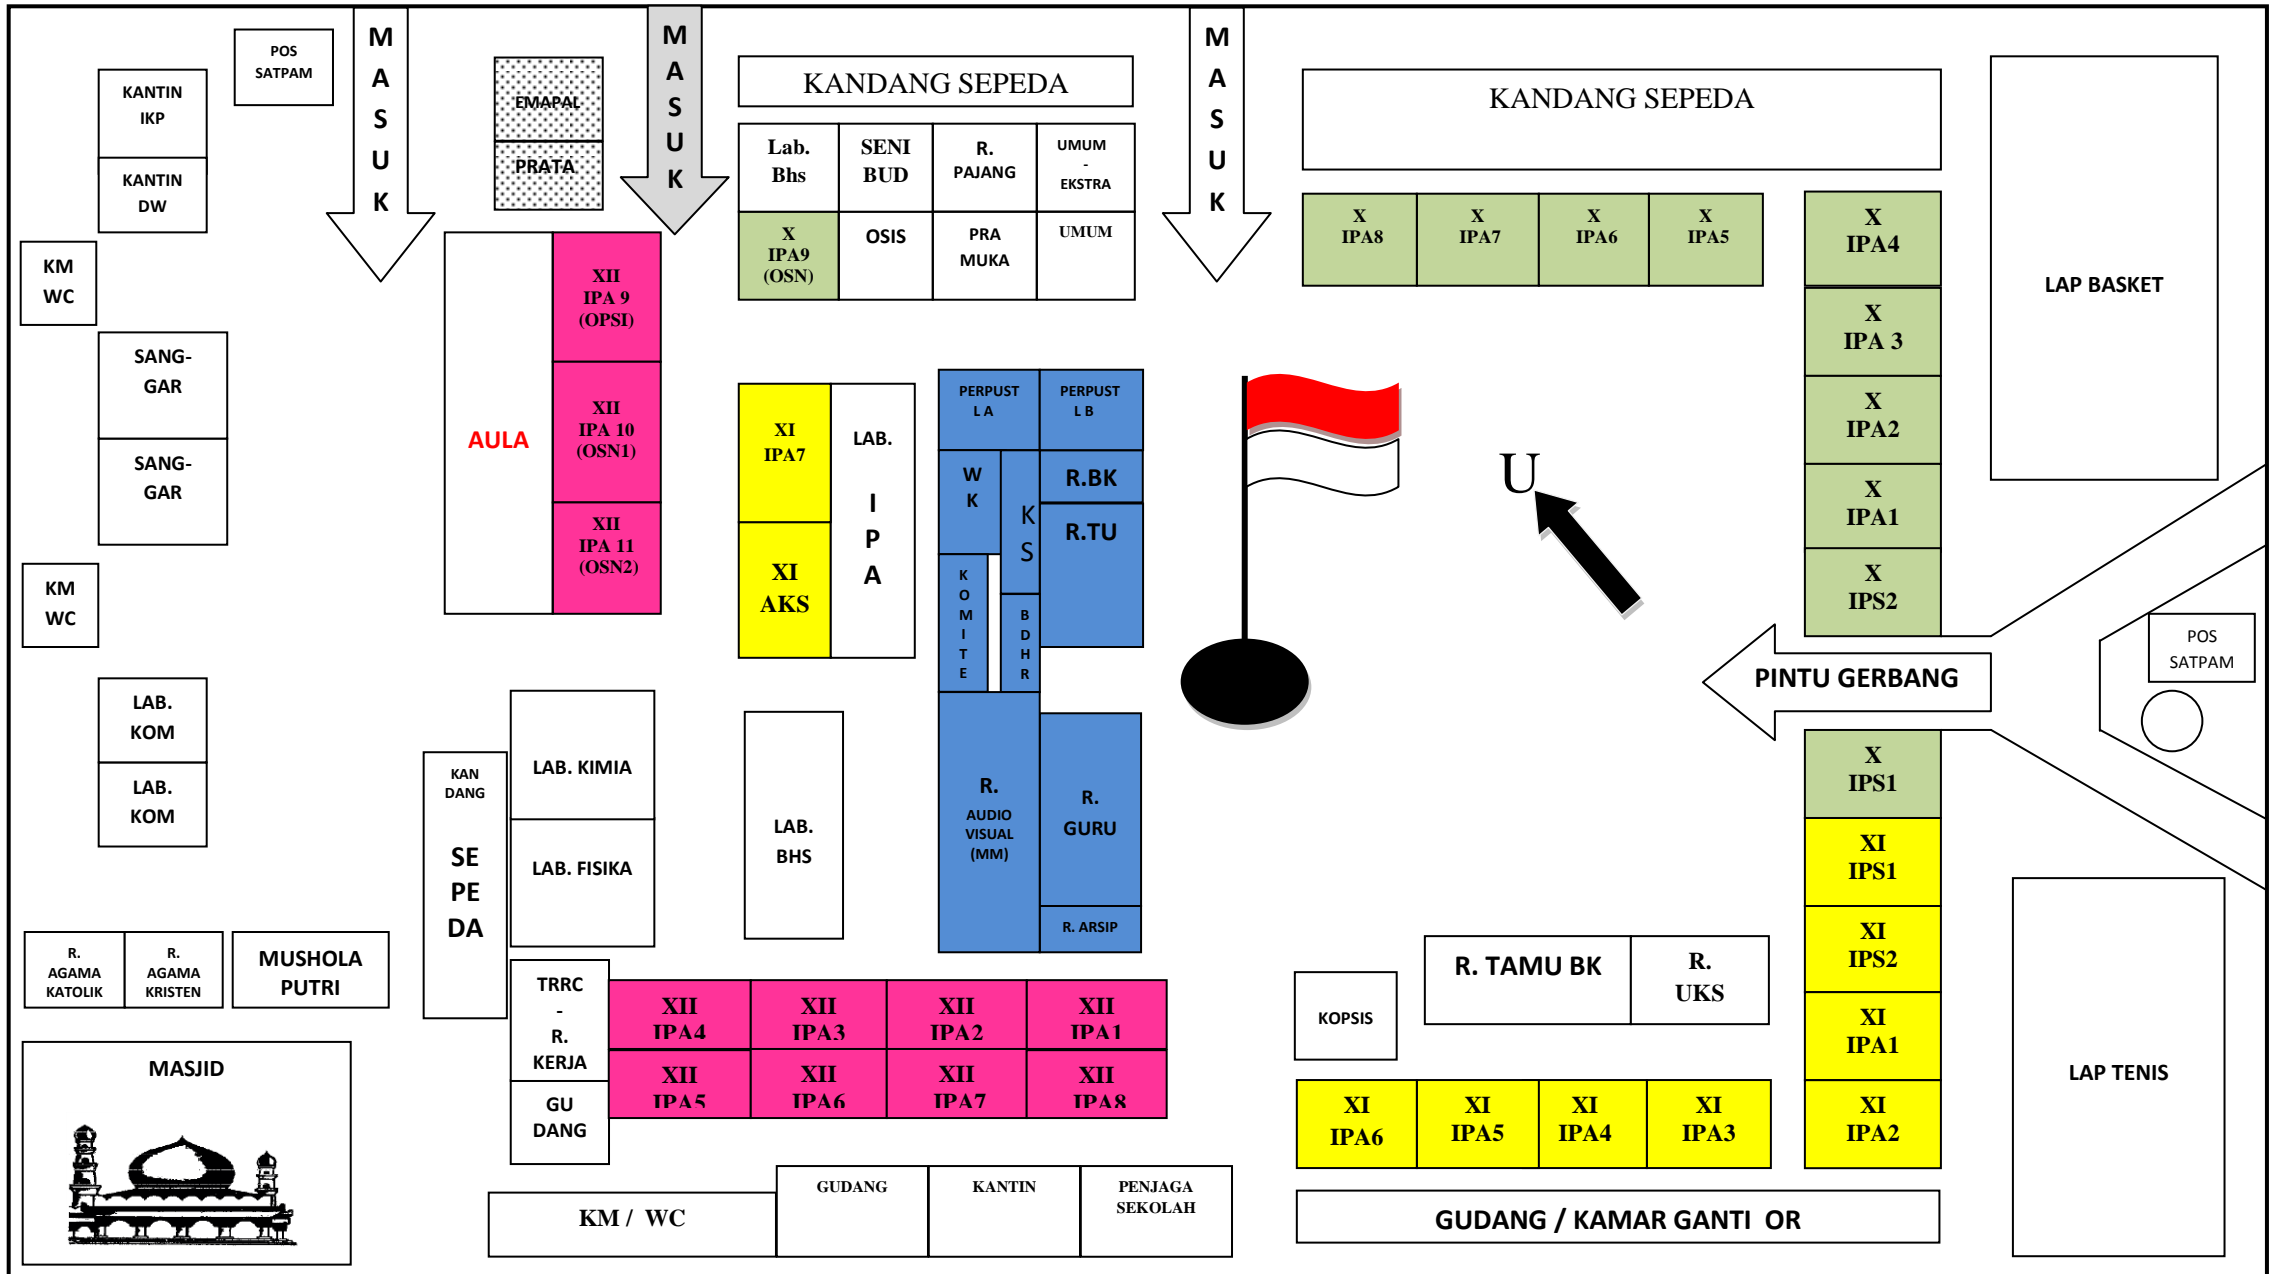 POS
SATPAM
KANTIN
IKP
KANTIN
DW
M
A
S
U
K
EMAPAL
PRATA
M
A
S
U
K
KANDANG SEPEDA
Lab.
Bhs
SENI
BUD
R.
PAJANG
UMUM
-
EKSTRA
X
IPA9
(OSN)
OSIS
PRA
MUKA
UMUM
M
A
S
U
K
KANDANG SEPEDA
X
IPA8
X
IPA7
X
IPA6
X
IPA5
X
IPA4
X
IPA 3
X
IPA2
X
IPA1
X
IPS2
LAP BASKET
KM
WC
SANG-
GAR
SANG-
GAR
KM
WC
AULA
XII
IPA 9
(OPSI)
XII
IPA 10
(OSN1)
XII
IPA 11
(OSN2)
XI
IPA7
XI
AKS
LAB.
I
P
A
PERPUST
L A
PERPUST
L B
W
K
K
S
R.BK
R.TU
K
O
M
I
T
E
B
D
H
R
U
PINTU GERBANG
POS
SATPAM
LAB.
KOM
LAB.
KOM
KAN
DANG
SE
PE
DA
LAB. KIMIA
LAB. FISIKA
LAB.
BHS
R.
AUDIO
VISUAL
(MM)
R.
GURU
R. ARSIP
X
IPS1
XI
IPS1
XI
IPS2
XI
IPA1
XI
IPA2
LAP TENIS
R.
AGAMA
KATOLIK
R.
AGAMA
KRISTEN
MUSHOLA
PUTRI
MASJID
TRRC
-
R.
KERJA
GU
DANG
XII
IPA4
XII
IPA3
XII
IPA2
XII
IPA1
XII
IPA5
XII
IPA6
XII
IPA7
XII
IPA8
KOPSIS
R. TAMU BK
R.
UKS
XI
IPA6
XI
IPA5
XI
IPA4
XI
IPA3
KM / WC
GUDANG
KANTIN
PENJAGA
SEKOLAH
GUDANG / KAMAR GANTI OR